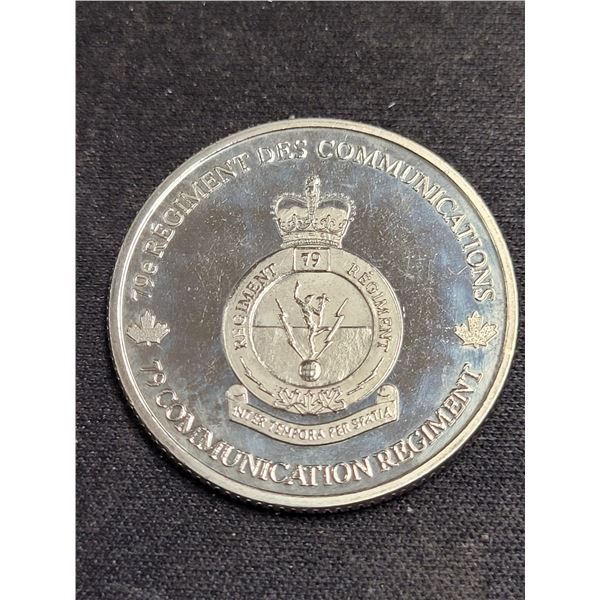 79e RÉGIMENT DES COMMUNICATIONS
79
REGIMENT RÉGIMENT
INTER TEMPORA PER SPATIA
79 COMMUNICATION REGIMENT